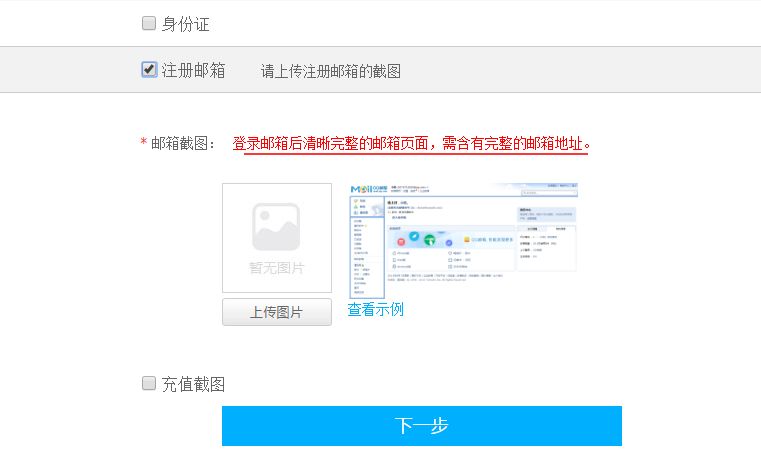 身份证
注册邮箱 请上传注册邮箱的截图
* 邮箱截图： 登录邮箱后清晰完整的邮箱页面，需含有完整的邮箱地址。
暂无图片
上传图片
查看示例
充值截图
下一步